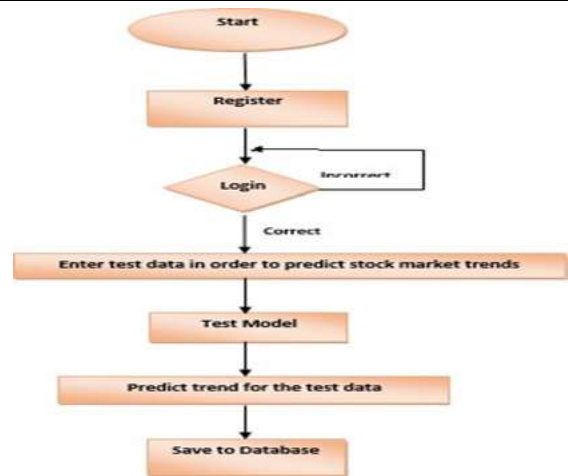 Start
Register
Login
Incorrect
Correct
Enter test data in order to predict stock market trends
Test Model
Predict trend for the test data
Save to Database